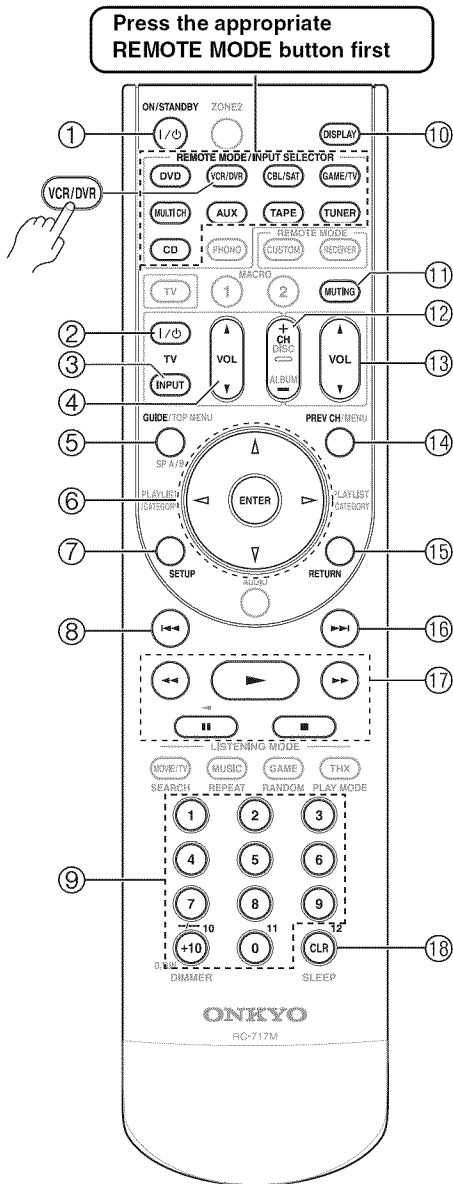 Press the appropriate
REMOTE MODE button first
ON/STANDBY ZONE2
① I/⏻ DISPLAY ⑩
REMOTE MODE/INPUT SELECTOR
VCR/DVR
DVD VCR/DVR CBL/SAT GAME/TV
MULTI CH AUX TAPE TUNER
REMOTE MODE
CD PHONO CUSTOM RECEIVER
MACRO
TV 1 2 MUTING ⑪
② I/⏻ + ⑫
TV VOL CH VOL
DISC
③ INPUT ⑬
④ ALBUM
GUIDE/TOP MENU PREV CH/MENU
⑤ ⑭
SP A/B
PLAYLIST PLAYLIST
/CATEGORY /CATEGORY
⑥ ENTER
⑦ ⑮
SETUP RETURN
AUDIO
⑧ ⑯
⑰
LISTENING MODE
MOVIE/TV MUSIC GAME THX
SEARCH REPEAT RANDOM PLAY MODE
1 2 3
4 5 6
⑨
7 8 9
-/--- 10 11 12
+10 0 CLR ⑱
D.TUN
DIMMER SLEEP
ONKYO
RC-717M